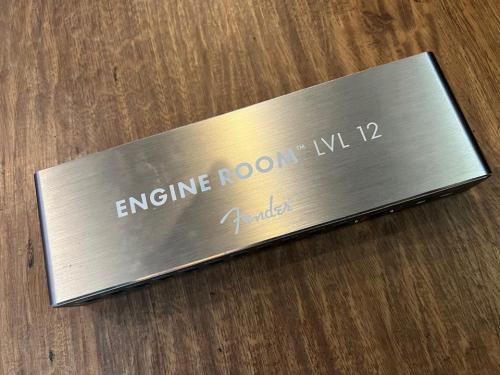 ENGINE ROOM™ LVL 12
Fender